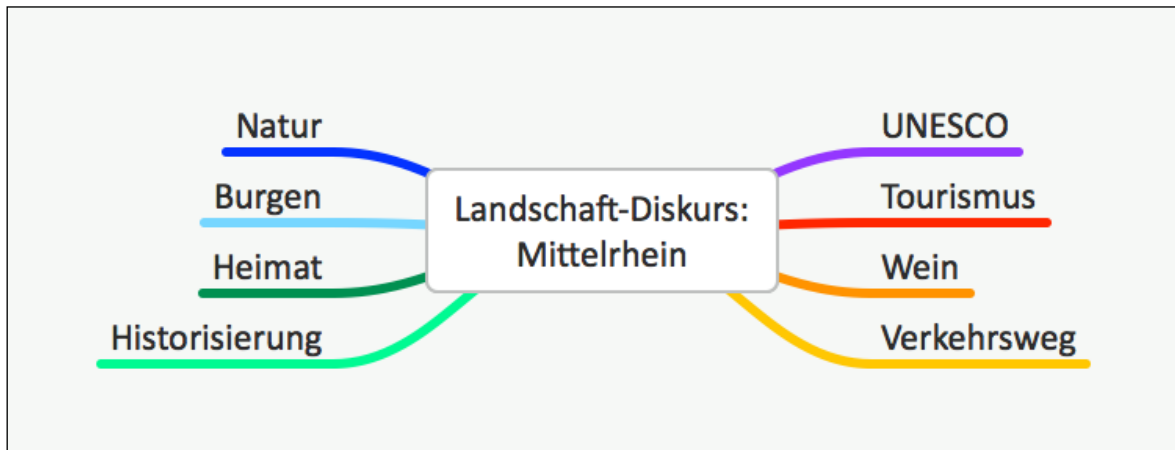 Natur
Burgen
Heimat
Historisierung
Landschaft-Diskurs:
Mittelrhein
UNESCO
Tourismus
Wein
Verkehrsweg